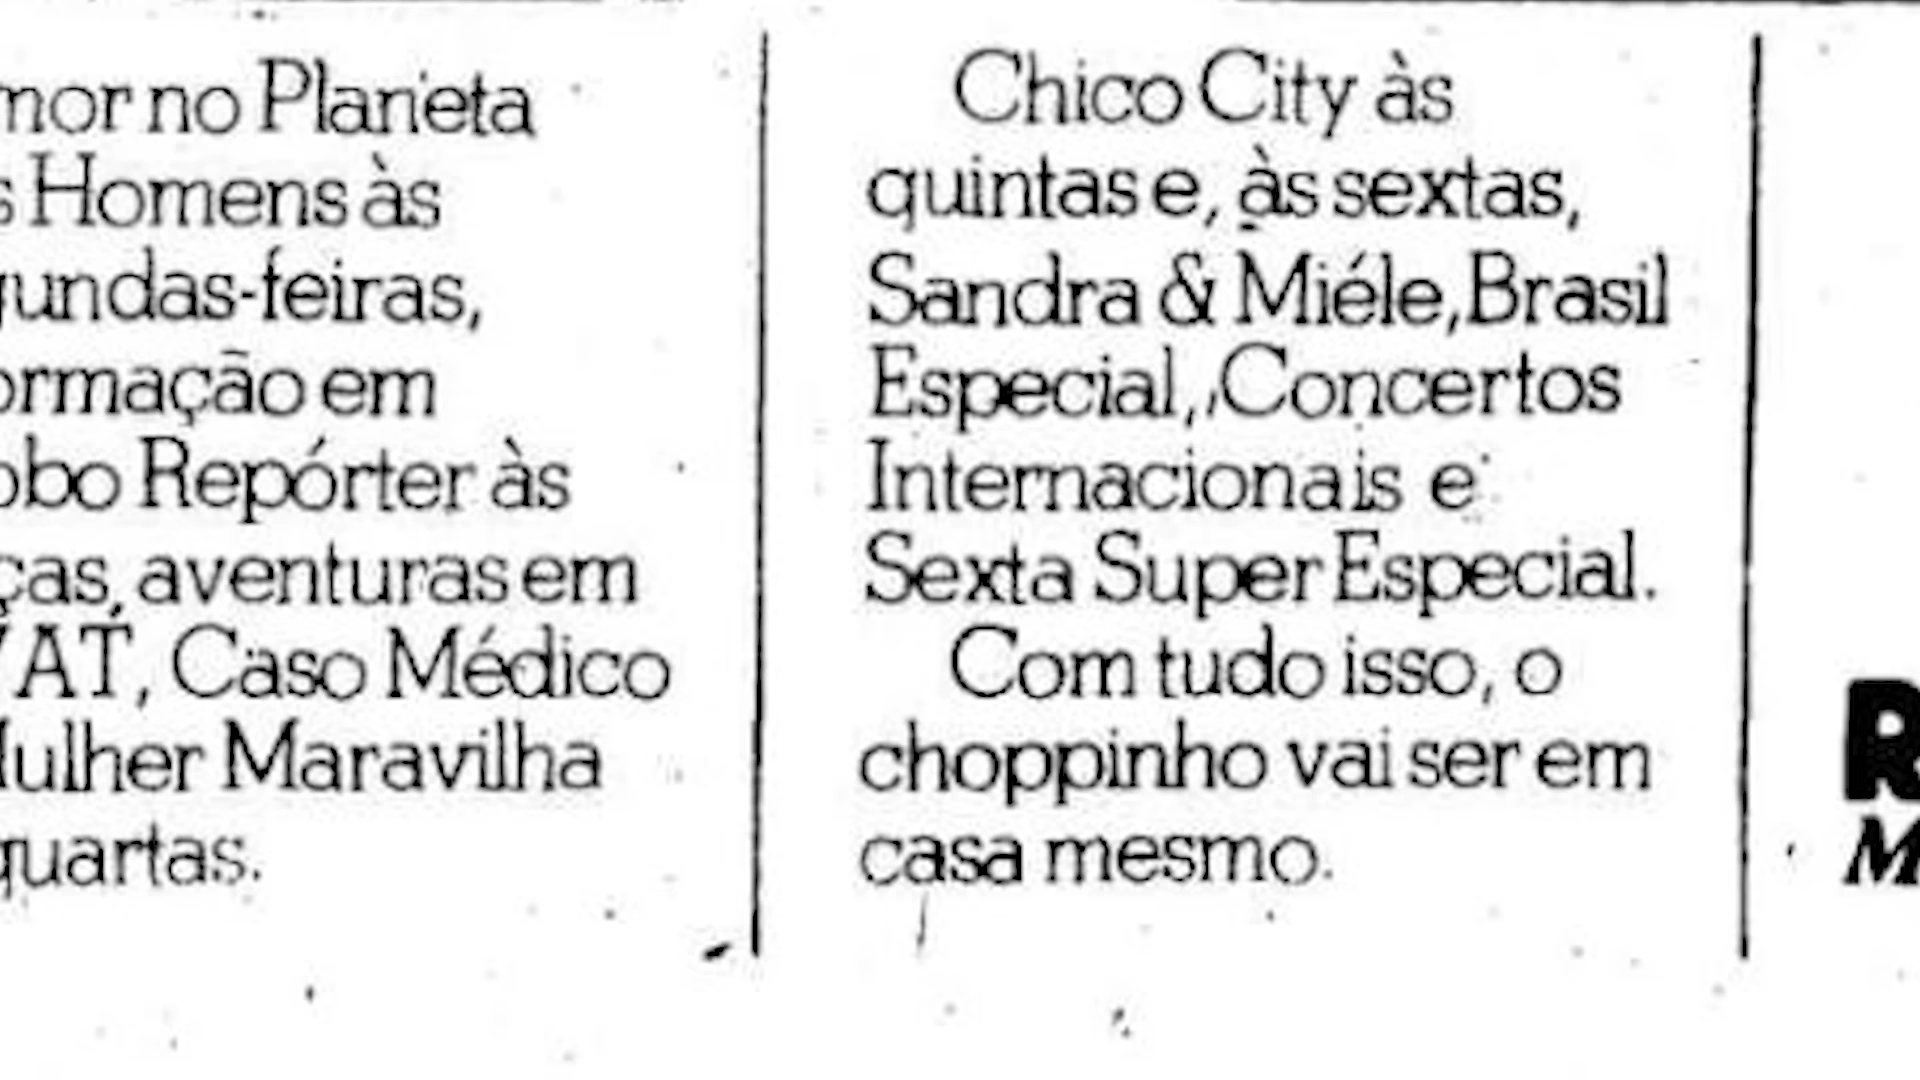 mor no Planeta
s Homens às
gundas-feiras,
ormação em
obo Repórter às
ças, aventuras em
VAT, Caso Médico
Mulher Maravilha
quartas.
Chico City às
quintas e, às sextas,
Sandra & Miéle, Brasil
Especial, Concertos
Internacionais e
Sexta Super Especial.
Com tudo isso, o
choppinho vai ser em
casa mesmo.
R
M